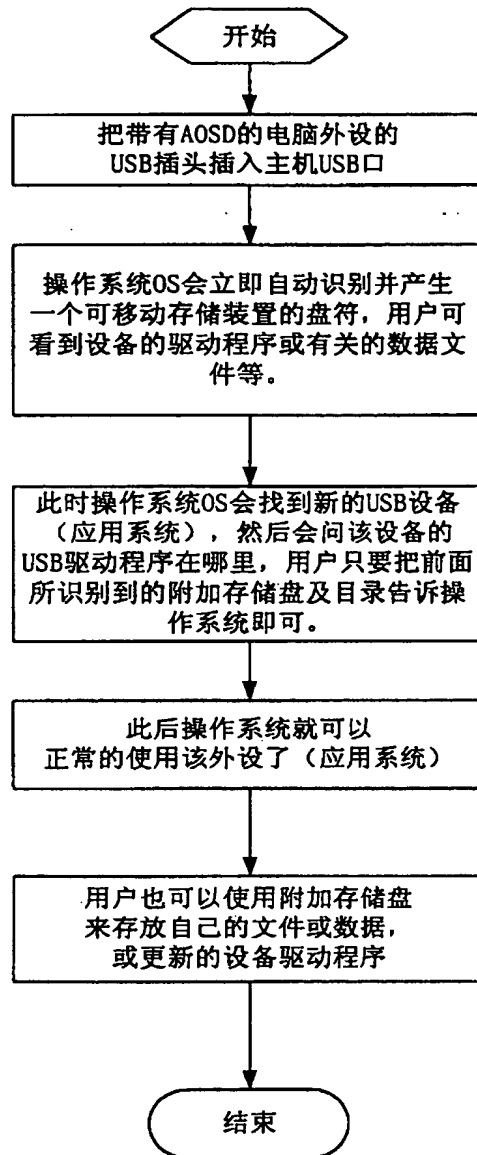 开始
把带有AOSD的电脑外设的
USB插头插入主机USB口
操作系统OS会立即自动识别并产生
一个可移动存储装置的盘符，用户可
看到设备的驱动程序或有关的数据文
件等。
此时操作系统OS会找到新的USB设备
（应用系统），然后会问该设备的
USB驱动程序在哪里，用户只要把前面
所识别到的附加存储盘及目录告诉操
作系统即可。
此后操作系统就可以
正常的使用该外设了（应用系统）
用户也可以使用附加存储盘
来存放自己的文件或数据，
或更新的设备驱动程序
结束